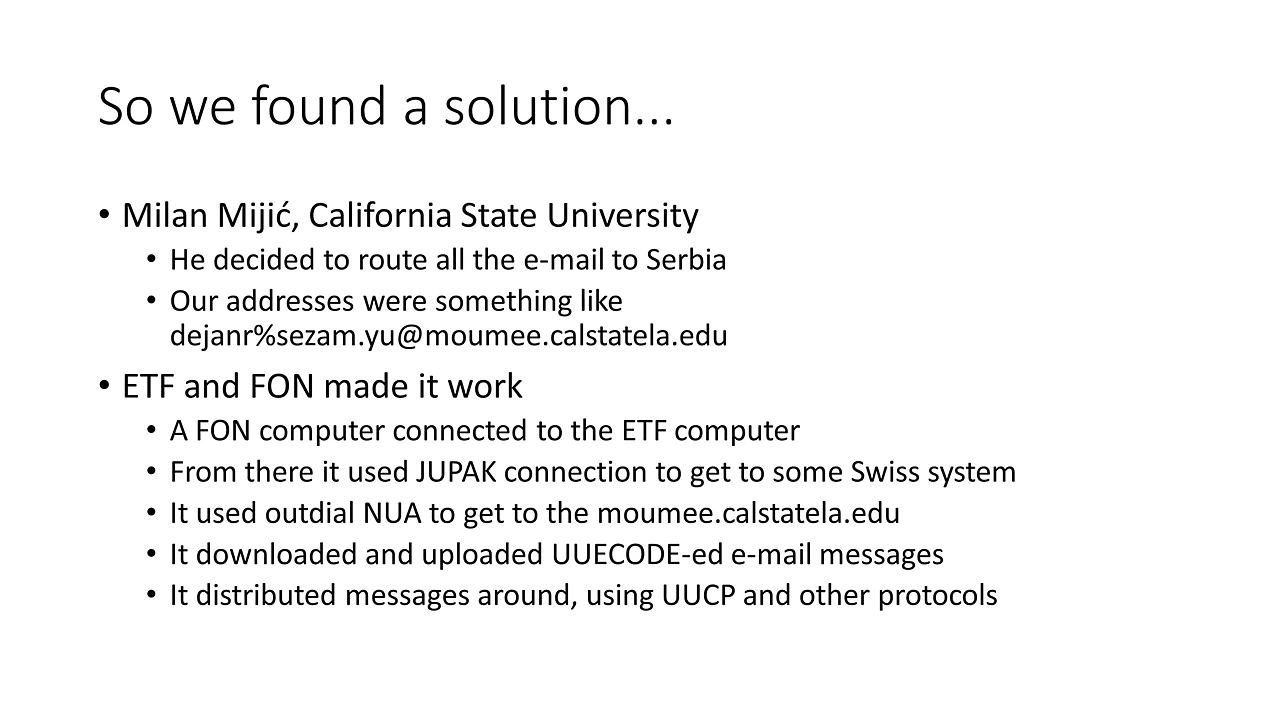 So we found a solution...
• Milan Mijić, California State University
• He decided to route all the e-mail to Serbia
• Our addresses were something like
dejanr%sezam.yu@moumee.calstatela.edu
• ETF and FON made it work
• A FON computer connected to the ETF computer
• From there it used JUPAK connection to get to some Swiss system
• It used outdial NUA to get to the moumee.calstatela.edu
• It downloaded and uploaded UUECODE-ed e-mail messages
• It distributed messages around, using UUCP and other protocols